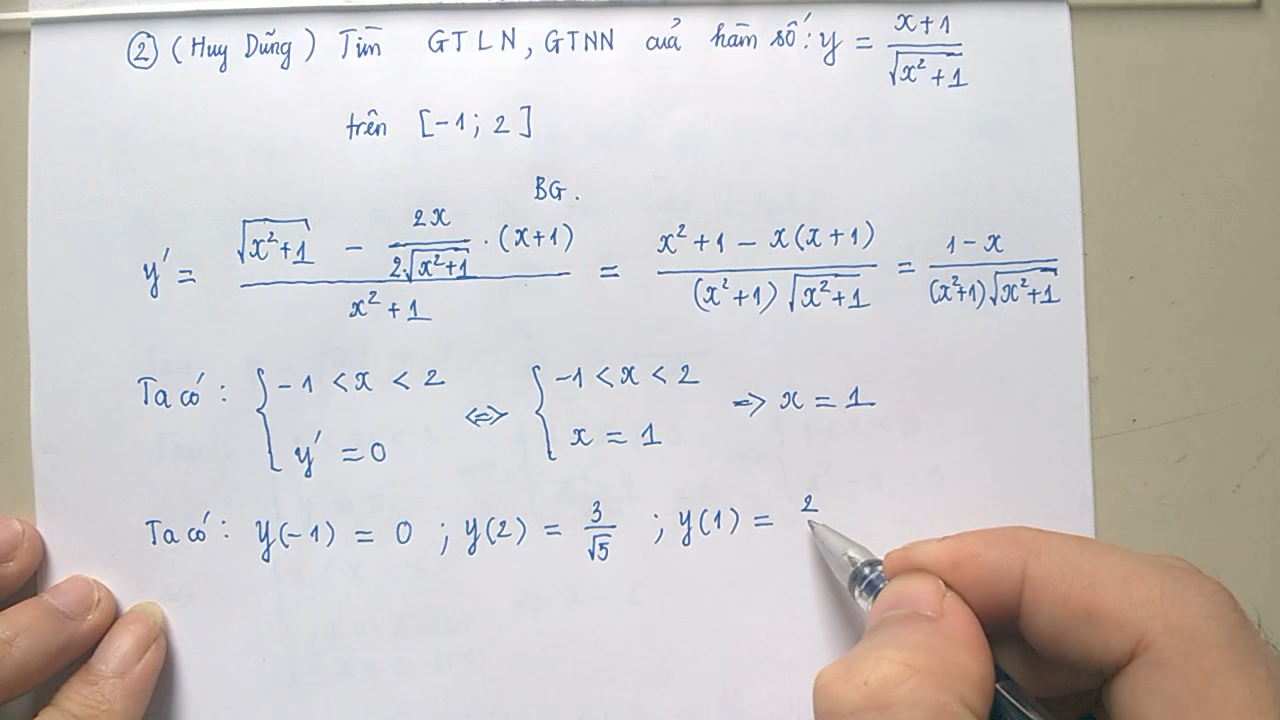 ② (Huy Dũng) Tìm GTLN, GTNN của hàm số: y = (x+1)/√(x²+1)
trên [-1; 2]
BG.
y' = (√(x²+1) - (2x)/(2.√(x²+1)) . (x+1))/(x²+1) = (x²+1 - x(x+1))/((x²+1)√(x²+1)) = (1-x)/((x²+1)√(x²+1))
Ta có: { -1 < x < 2 ; y' = 0 ⇔ { -1 < x < 2 ; x = 1 => x = 1
Ta có: y(-1) = 0 ; y(2) = 3/√5 ; y(1) = 2